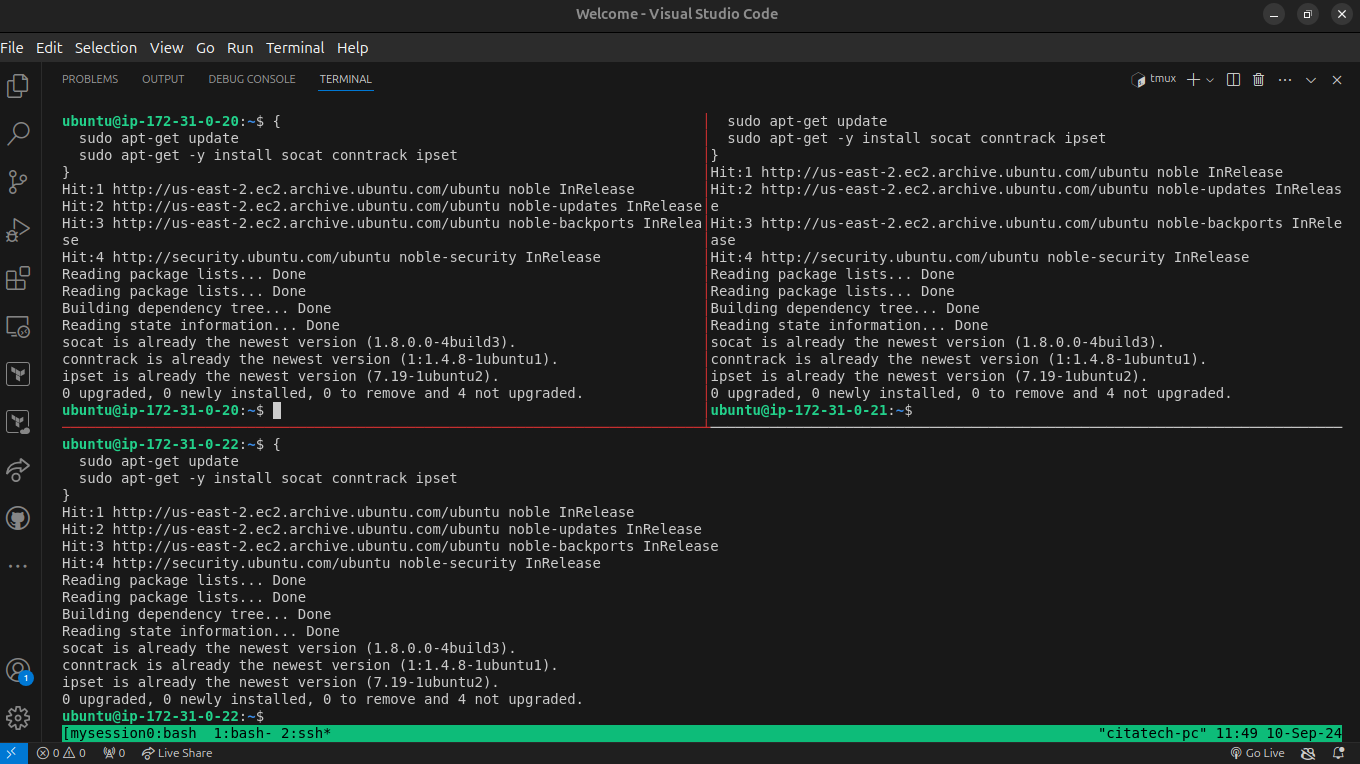 Welcome - Visual Studio Code
File Edit Selection View Go Run Terminal Help
PROBLEMS OUTPUT DEBUG CONSOLE TERMINAL
tmux
ubuntu@ip-172-31-0-20:~$ {
  sudo apt-get update
  sudo apt-get -y install socat conntrack ipset
}
Hit:1 http://us-east-2.ec2.archive.ubuntu.com/ubuntu noble InRelease
Hit:2 http://us-east-2.ec2.archive.ubuntu.com/ubuntu noble-updates InRelease
Hit:3 http://us-east-2.ec2.archive.ubuntu.com/ubuntu noble-backports InRelea
se
Hit:4 http://security.ubuntu.com/ubuntu noble-security InRelease
Reading package lists... Done
Reading package lists... Done
Building dependency tree... Done
Reading state information... Done
socat is already the newest version (1.8.0.0-4build3).
conntrack is already the newest version (1:1.4.8-1ubuntu1).
ipset is already the newest version (7.19-1ubuntu2).
0 upgraded, 0 newly installed, 0 to remove and 4 not upgraded.
ubuntu@ip-172-31-0-20:~$
  sudo apt-get update
  sudo apt-get -y install socat conntrack ipset
}
Hit:1 http://us-east-2.ec2.archive.ubuntu.com/ubuntu noble InRelease
Hit:2 http://us-east-2.ec2.archive.ubuntu.com/ubuntu noble-updates InReleas
e
Hit:3 http://us-east-2.ec2.archive.ubuntu.com/ubuntu noble-backports InRele
ase
Hit:4 http://security.ubuntu.com/ubuntu noble-security InRelease
Reading package lists... Done
Reading package lists... Done
Building dependency tree... Done
Reading state information... Done
socat is already the newest version (1.8.0.0-4build3).
conntrack is already the newest version (1:1.4.8-1ubuntu1).
ipset is already the newest version (7.19-1ubuntu2).
0 upgraded, 0 newly installed, 0 to remove and 4 not upgraded.
ubuntu@ip-172-31-0-21:~$
ubuntu@ip-172-31-0-22:~$ {
  sudo apt-get update
  sudo apt-get -y install socat conntrack ipset
}
Hit:1 http://us-east-2.ec2.archive.ubuntu.com/ubuntu noble InRelease
Hit:2 http://us-east-2.ec2.archive.ubuntu.com/ubuntu noble-updates InRelease
Hit:3 http://us-east-2.ec2.archive.ubuntu.com/ubuntu noble-backports InRelease
Hit:4 http://security.ubuntu.com/ubuntu noble-security InRelease
Reading package lists... Done
Reading package lists... Done
Building dependency tree... Done
Reading state information... Done
socat is already the newest version (1.8.0.0-4build3).
conntrack is already the newest version (1:1.4.8-1ubuntu1).
ipset is already the newest version (7.19-1ubuntu2).
0 upgraded, 0 newly installed, 0 to remove and 4 not upgraded.
ubuntu@ip-172-31-0-22:~$
[mysession0:bash  1:bash- 2:ssh* "citatech-pc" 11:49 10-Sep-24
1
0 0 0 Live Share Go Live